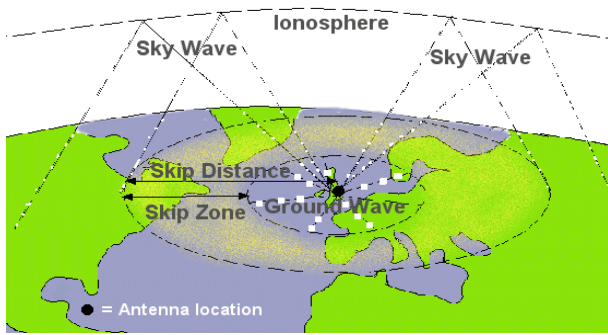 Ionosphere
Sky Wave
Sky Wave
Skip Distance
Skip Zone
Ground Wave
= Antenna location